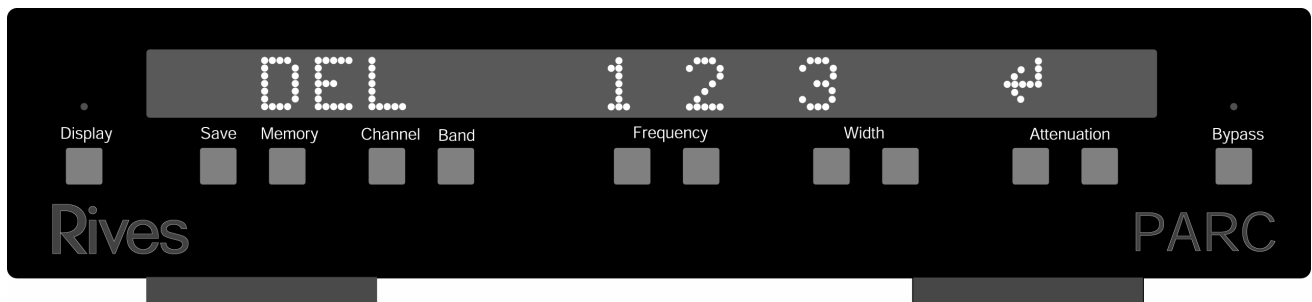 DEL 1 2 3 ↲
Display Save Memory Channel Band Frequency Width Attenuation Bypass
Rives PARC